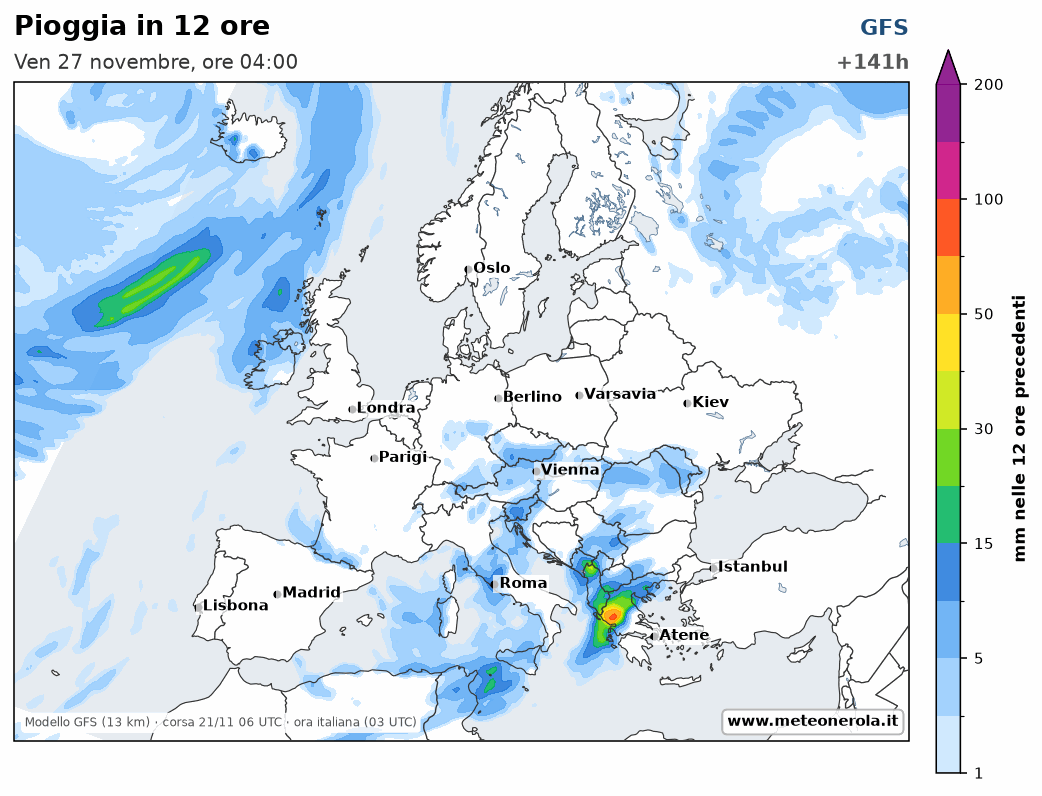 Pioggia in 12 ore
GFS
Ven 27 novembre, ore 04:00
+141h
200
100
50
30
15
5
1
mm nelle 12 ore precedenti
Oslo
Berlino
Varsavia
Kiev
Londra
Parigi
Vienna
Istanbul
Roma
Madrid
Lisbona
Atene
Modello GFS (13 km) · corsa 21/11 06 UTC · ora italiana (03 UTC)
www.meteonerola.it